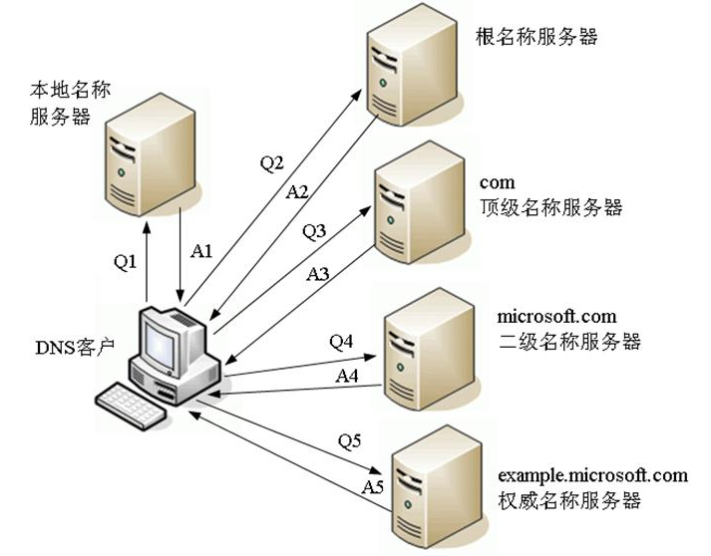 根名称服务器
本地名称
服务器
Q2
A2
com
顶级名称服务器
Q3
Q1
A1
A3
microsoft.com
二级名称服务器
DNS客户
Q4
A4
Q5
A5
example.microsoft.com
权威名称服务器